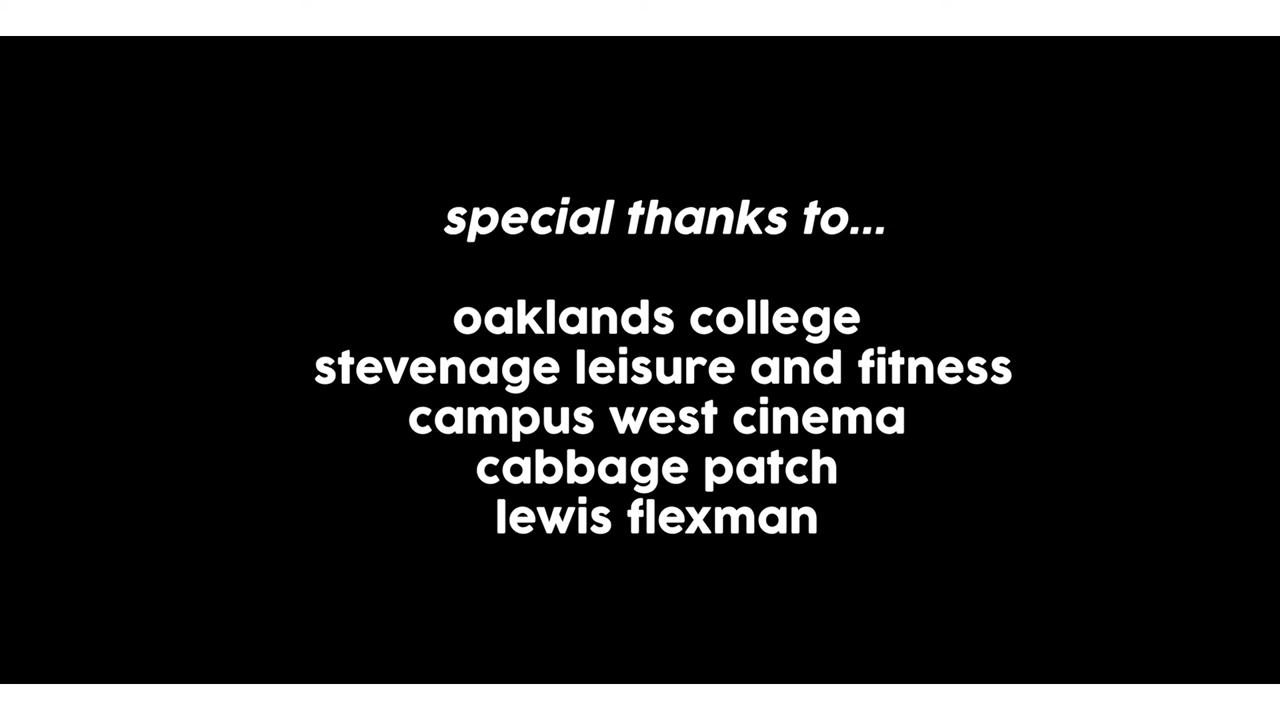 special thanks to...
oaklands college
stevenage leisure and fitness
campus west cinema
cabbage patch
lewis flexman